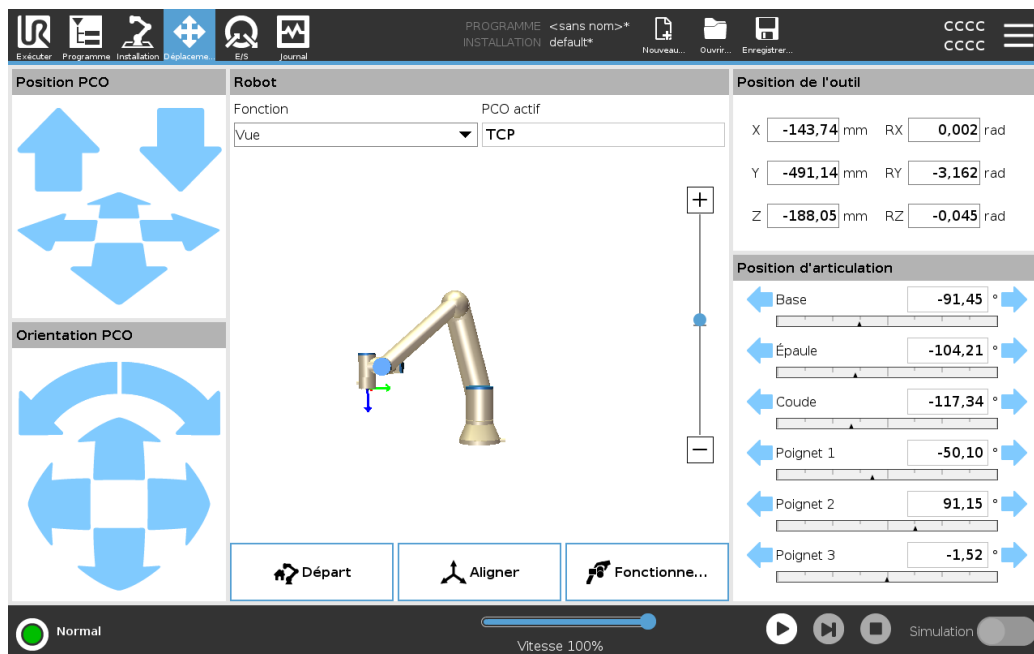 UR
Exécuter
Programme
Installation
Déplaceme...
E/S
Journal
PROGRAMME <sans nom>*
INSTALLATION default*
Nouveau...
Ouvrir...
Enregistrer...
CCCC
CCCC
Position PCO
Orientation PCO
Robot
Fonction
PCO actif
Vue
TCP
Départ
Aligner
Fonctionne...
Position de l'outil
X -143,74 mm RX 0,002 rad
Y -491,14 mm RY -3,162 rad
Z -188,05 mm RZ -0,045 rad
Position d'articulation
Base -91,45 °
Épaule -104,21 °
Coude -117,34 °
Poignet 1 -50,10 °
Poignet 2 91,15 °
Poignet 3 -1,52 °
Normal
Vitesse 100%
Simulation